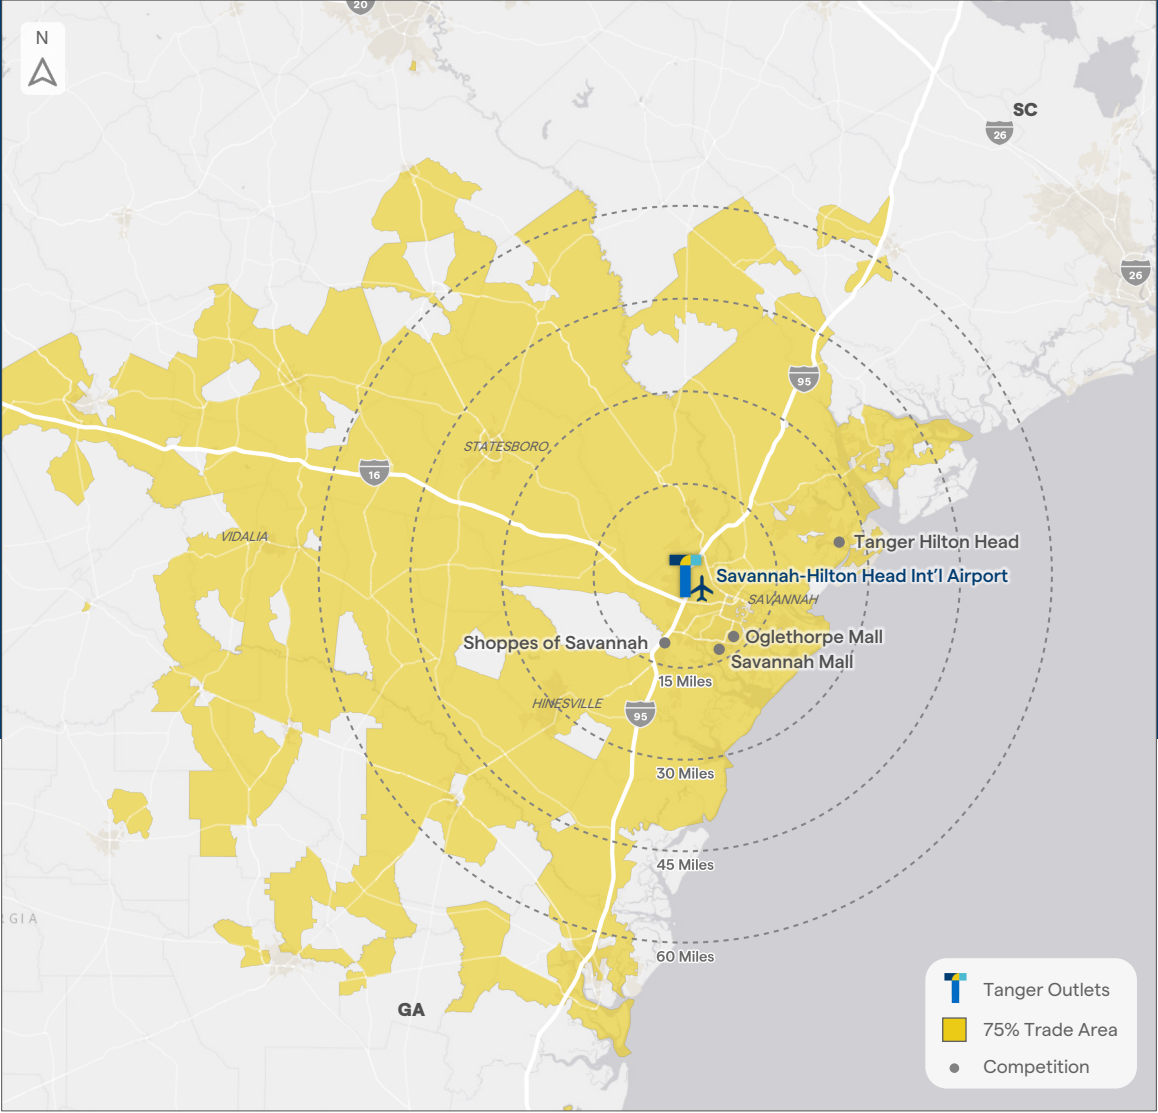 20
N
SC
26
26
95
STATESBORO
16
VIDALIA
Tanger Hilton Head
Savannah-Hilton Head Int'l Airport
SAVANNAH
Shoppes of Savannah
Oglethorpe Mall
Savannah Mall
15 Miles
HINESVILLE
95
30 Miles
45 Miles
RGIA
60 Miles
GA
Tanger Outlets
75% Trade Area
Competition